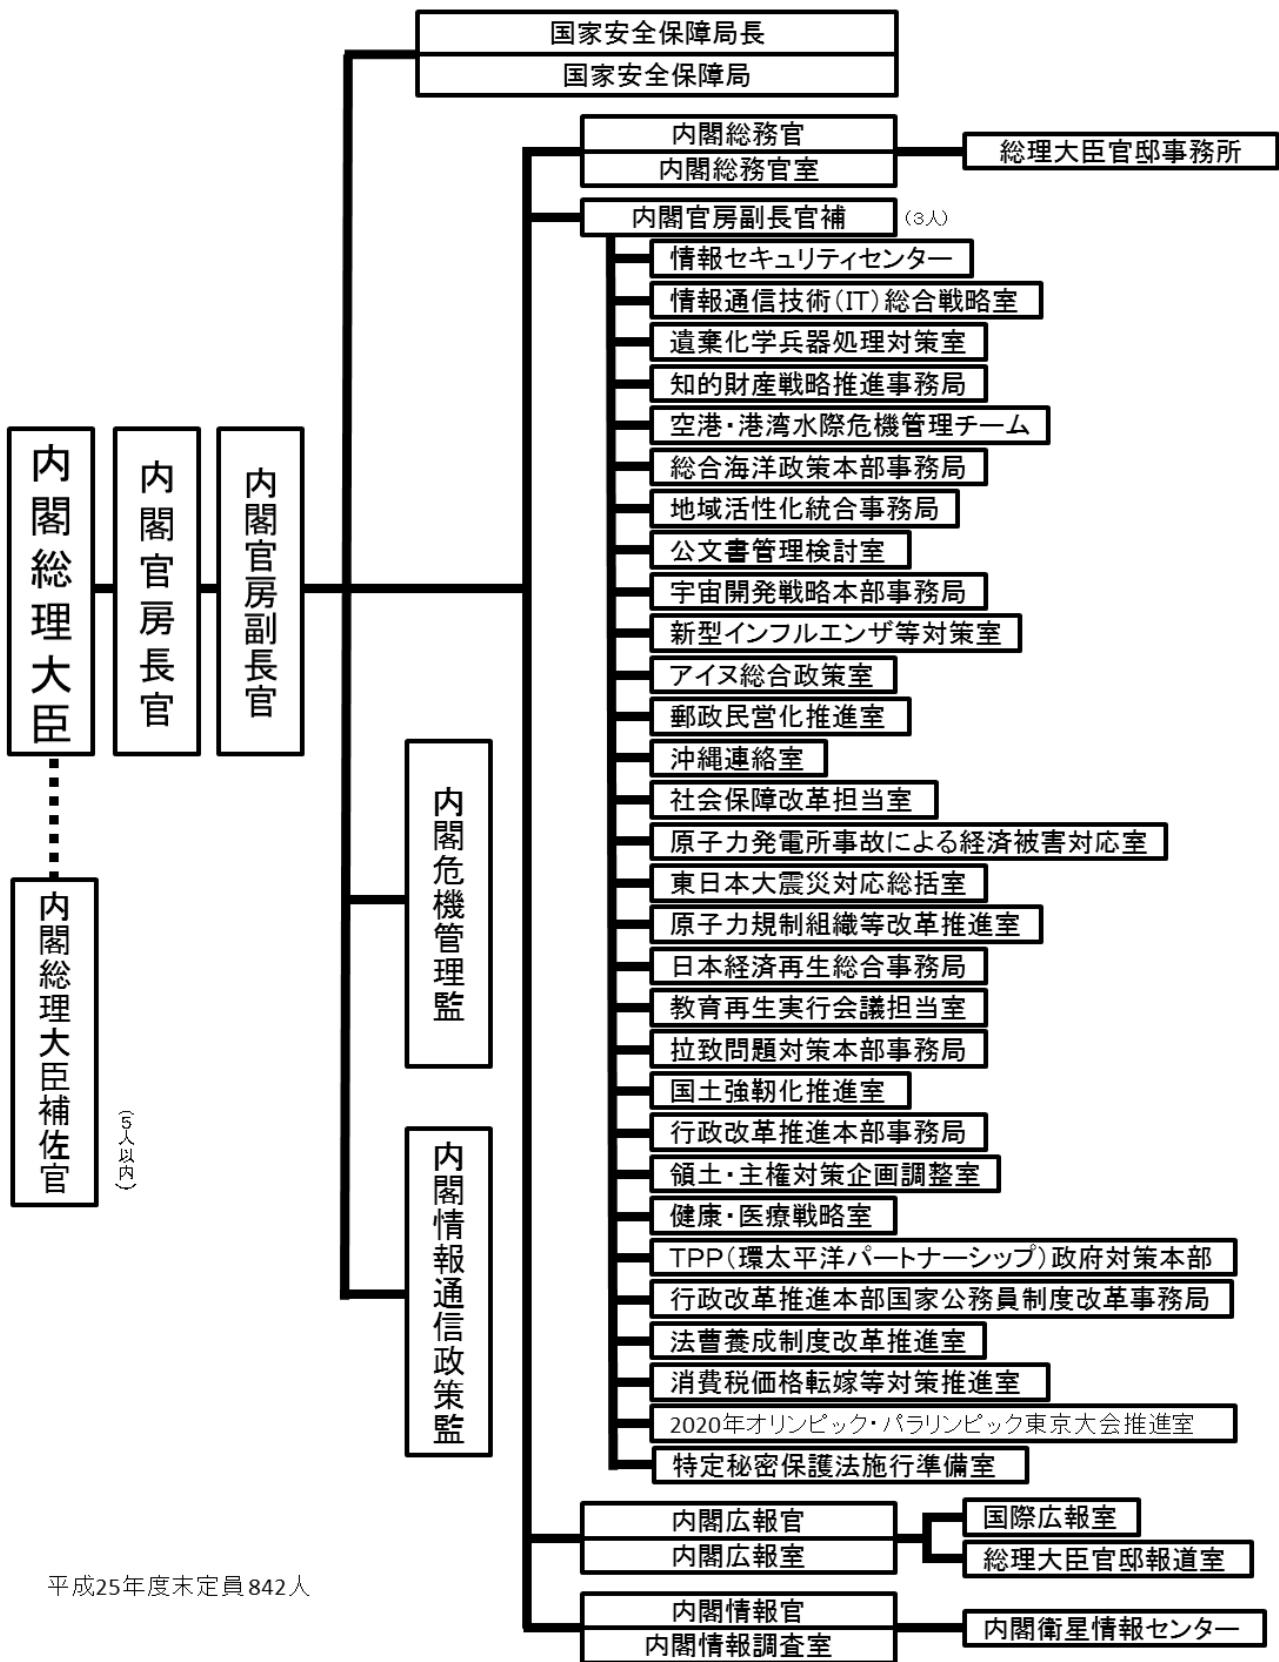 国家安全保障局長
国家安全保障局
内閣総務官
内閣総務官室
総理大臣官邸事務所
内閣官房副長官補
(3人)
情報セキュリティセンター
情報通信技術(IT)総合戦略室
遺棄化学兵器処理対策室
知的財産戦略推進事務局
空港・港湾水際危機管理チーム
総合海洋政策本部事務局
地域活性化統合事務局
公文書管理検討室
宇宙開発戦略本部事務局
新型インフルエンザ等対策室
アイヌ総合政策室
郵政民営化推進室
沖縄連絡室
社会保障改革担当室
原子力発電所事故による経済被害対応室
東日本大震災対応総括室
原子力規制組織等改革推進室
日本経済再生総合事務局
教育再生実行会議担当室
拉致問題対策本部事務局
国土強靭化推進室
行政改革推進本部事務局
領土・主権対策企画調整室
健康・医療戦略室
TPP(環太平洋パートナーシップ)政府対策本部
行政改革推進本部国家公務員制度改革事務局
法曹養成制度改革推進室
消費税価格転嫁等対策推進室
2020年オリンピック・パラリンピック東京大会推進室
特定秘密保護法施行準備室
内閣総理大臣
内閣官房長官
内閣官房副長官
内閣総理大臣補佐官
(5人以内)
内閣危機管理監
内閣情報通信政策監
内閣広報官
内閣広報室
国際広報室
総理大臣官邸報道室
内閣情報官
内閣情報調査室
内閣衛星情報センター
平成25年度末定員842人